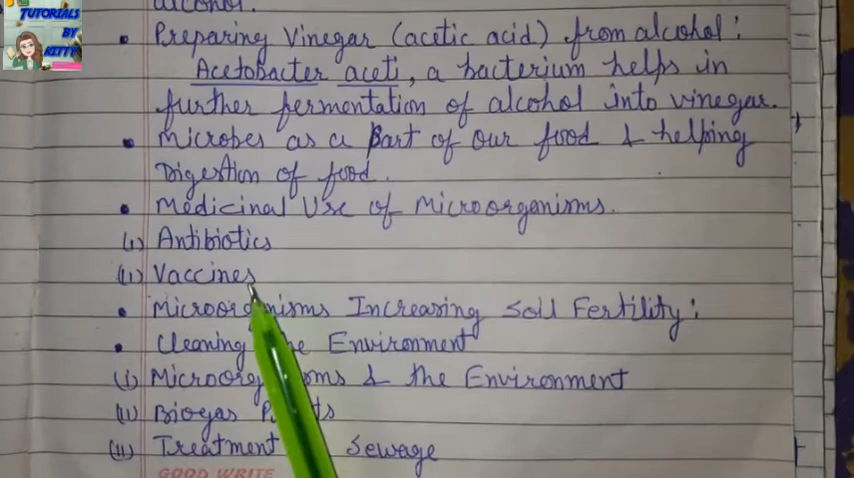 alcohol.
TUTORIALS
BY
KITTY
• Preparing Vinegar (acetic acid) from alcohol:
Acetobacter aceti, a bacterium helps in
further fermentation of alcohol into vinegar.
• Microbes as a Part of our food & helping
Digestion of food.
• Medicinal Use of Microorganisms.
(i) Antibiotics
(ii) Vaccines
• Microorganisms Increasing Soil Fertility:
• Cleaning the Environment
(i) Microorganisms & the Environment
(ii) Biogas Plants
(iii) Treatment Sewage
GOOD WRITE